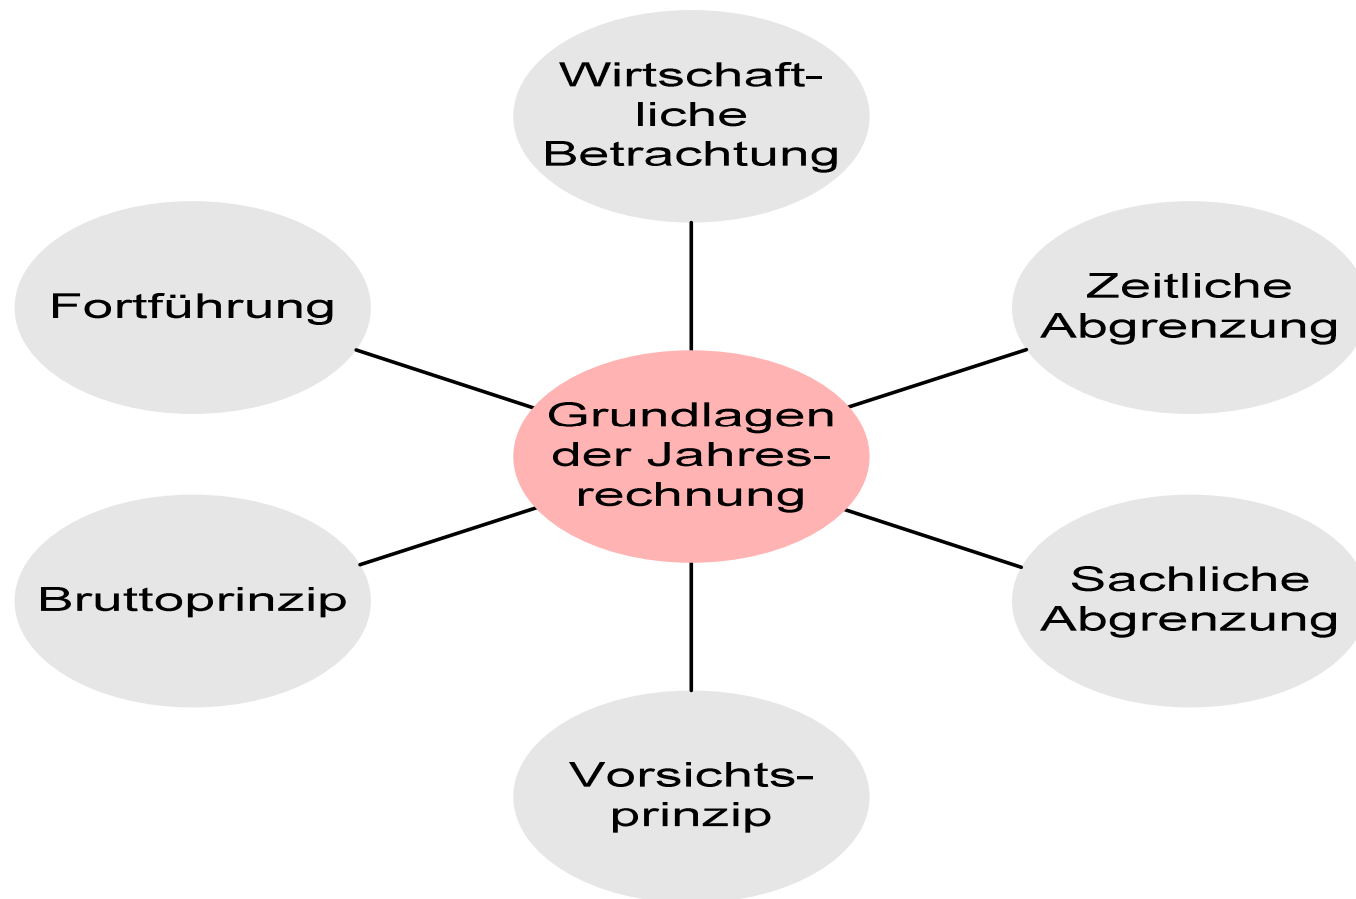 Wirtschaft-
liche
Betrachtung
Fortführung
Zeitliche
Abgrenzung
Grundlagen
der Jahres-
rechnung
Bruttoprinzip
Sachliche
Abgrenzung
Vorsichts-
prinzip